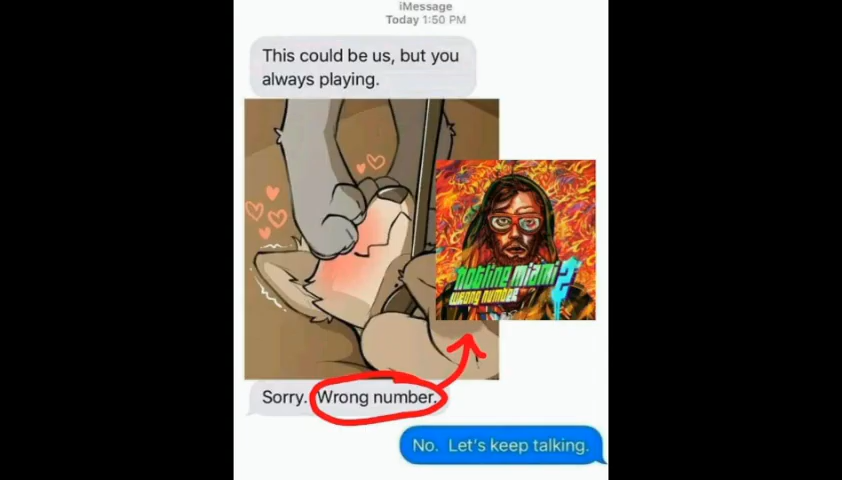 iMessage
Today 1:50 PM
This could be us, but you
always playing.
hotline miami 2
wrong number
Sorry. Wrong number.
No. Let's keep talking.